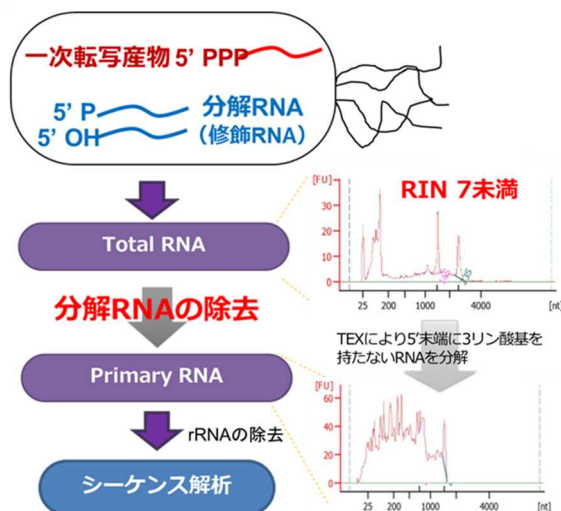 一次転写産物 5’ PPP
5’ P
5’ OH
分解RNA
(修飾RNA)
Total RNA
分解RNAの除去
Primary RNA
rRNAの除去
シーケンス解析
RIN 7未満
[FU]
30
20
10
0
25 200 1000 2000 4000 [nt]
TEXにより5’末端に3リン酸基を
持たないRNAを分解
[FU]
60
40
20
0
25 200 1000 2000 4000 [nt]